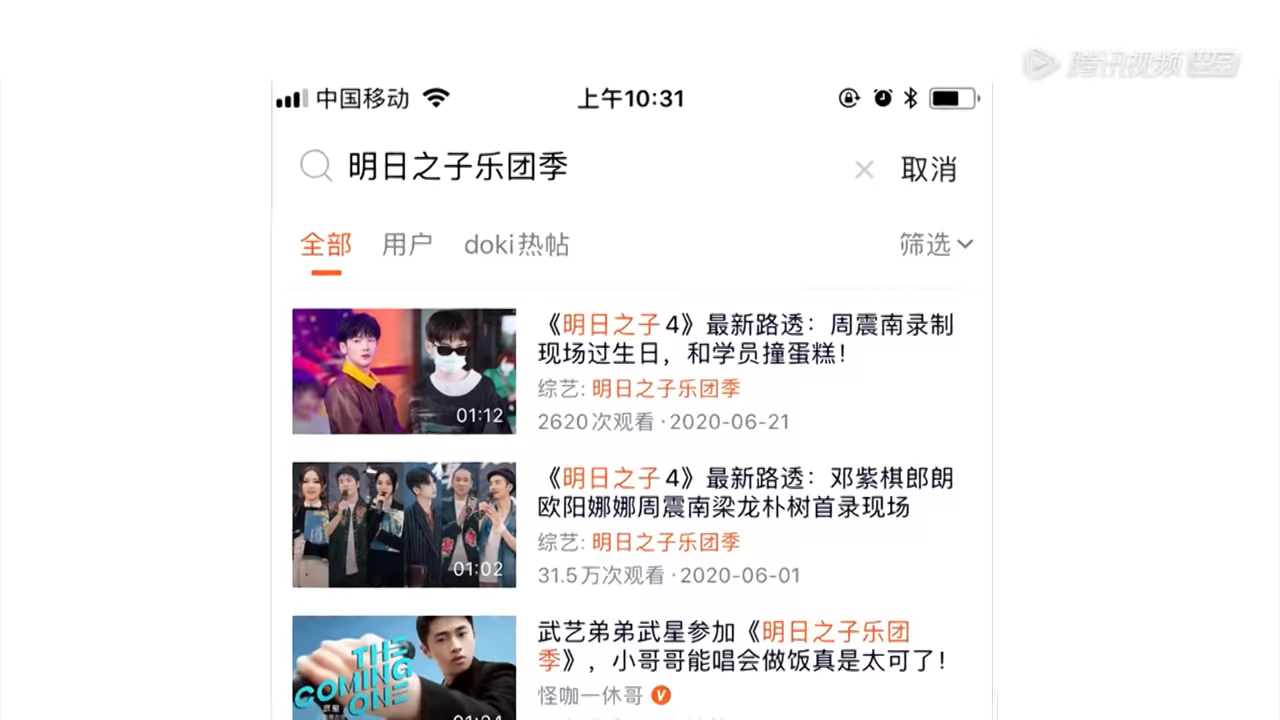 腾讯视频
中国移动
上午10:31
明日之子乐团季
取消
全部
用户
doki热帖
筛选
《明日之子4》最新路透：周震南录制
现场过生日，和学员撞蛋糕！
综艺: 明日之子乐团季
2620次观看 · 2020-06-21
01:12
《明日之子4》最新路透：邓紫棋郎朗
欧阳娜娜周震南梁龙朴树首录现场
综艺: 明日之子乐团季
31.5万次观看 · 2020-06-01
01:02
武艺弟弟武星参加《明日之子乐团
季》，小哥哥能唱会做饭真是太可了！
怪咖一休哥
V
THE
COMING
ONE
武星